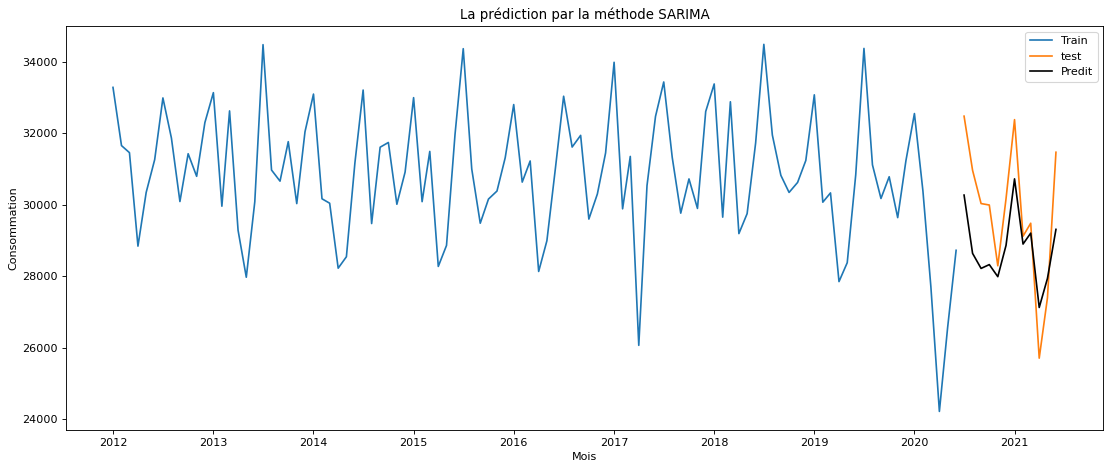 La prédiction par la méthode SARIMA
Train
test
Predit
Consommation
34000
32000
30000
28000
26000
24000
2012 2013 2014 2015 2016 2017 2018 2019 2020 2021
Mois